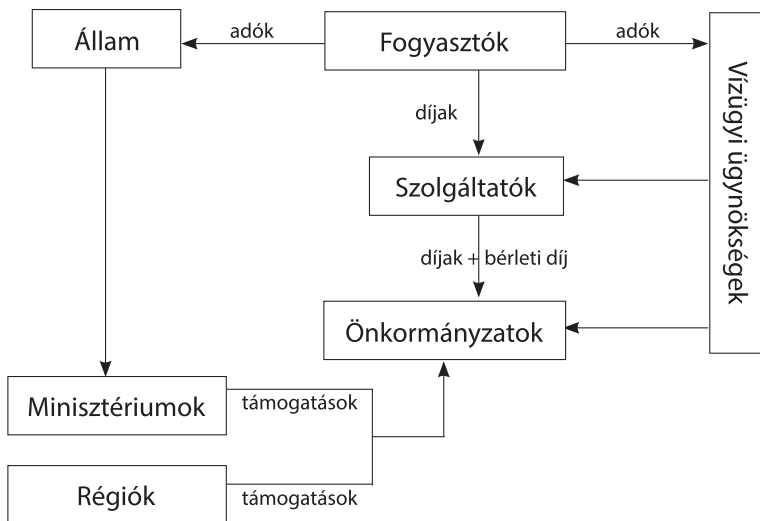 Állam
adók
Fogyasztók
adók
Vízügyi ügynökségek
díjak
Szolgáltatók
díjak + bérleti díj
Önkormányzatok
Minisztériumok
támogatások
Régiók
támogatások